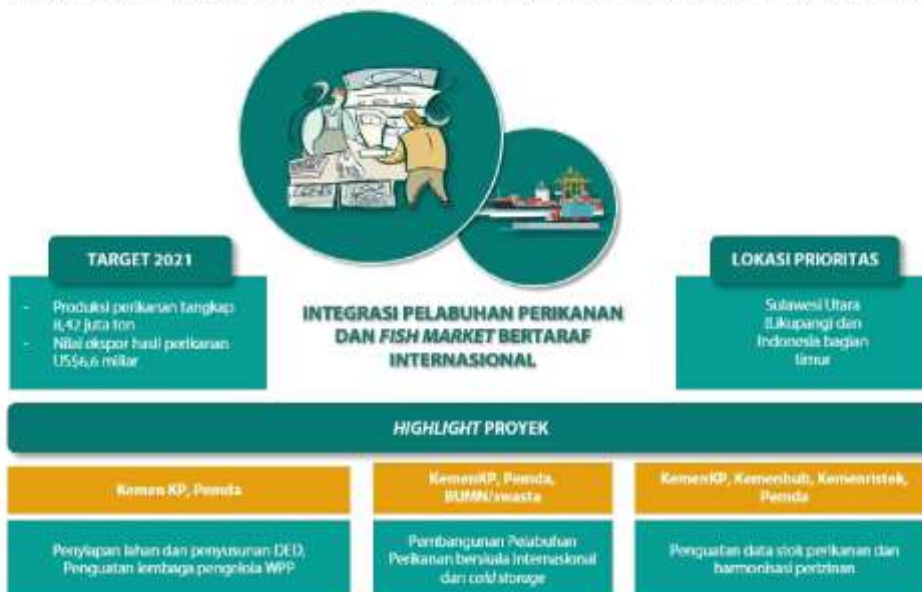 TARGET 2021
- Produksi perikanan tangkap
8,42 juta ton
- Nilai ekspor hasil perikanan
US$6,6 miliar
INTEGRASI PELABUHAN PERIKANAN
DAN FISH MARKET BERTARAF
INTERNASIONAL
LOKASI PRIORITAS
Sulawesi Utara
(Likupang) dan
Indonesia bagian
timur
HIGHLIGHT PROYEK
Kemen KP, Pemda
Penyiapan lahan dan penyusunan DED,
Penguatan lembaga pengelola WPP
KemenKP, Pemda,
BUMN/swasta
Pembangunan Pelabuhan
Perikanan berskala Internasional
dan cold storage
KemenKP, Kemenhub, Kemenristek,
Pemda
Penguatan data stok perikanan dan
harmonisasi perizinan